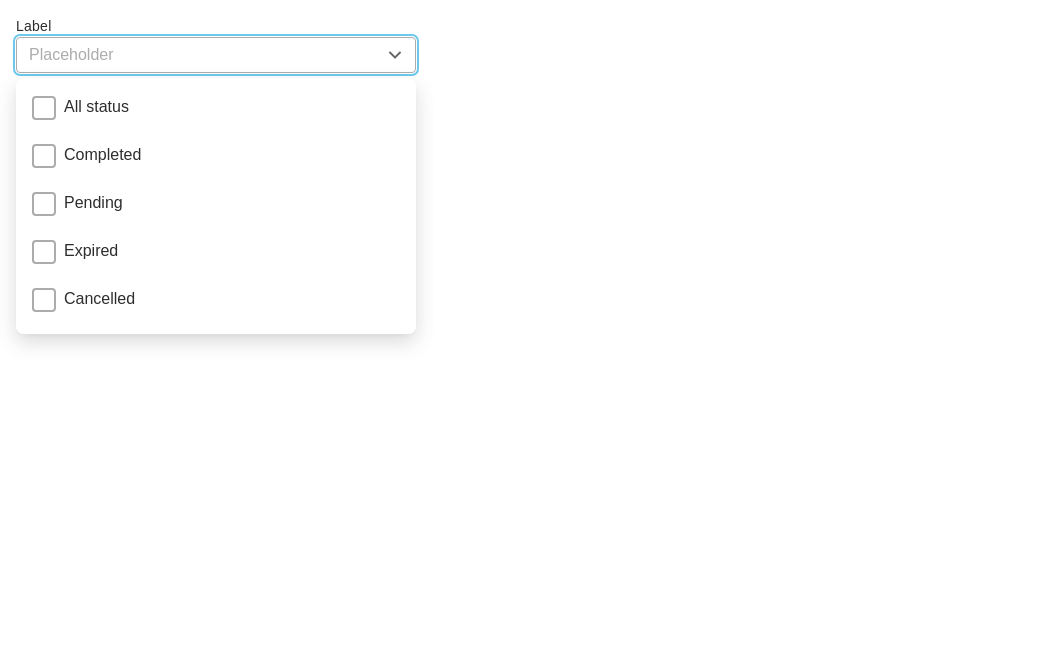 Label
Placeholder
All status
Completed
Pending
Expired
Cancelled